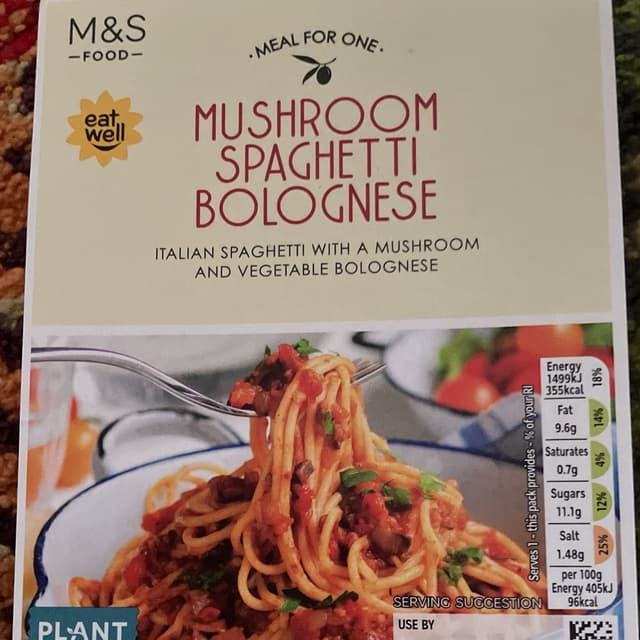 M&S
—FOOD—
· MEAL FOR ONE ·
eat
well
MUSHROOM
SPAGHETTI
BOLOGNESE
ITALIAN SPAGHETTI WITH A MUSHROOM
AND VEGETABLE BOLOGNESE
Serves 1 - this pack provides - % of your RI
Energy
1499kJ
355kcal
18%
Fat
9.6g
14%
Saturates
0.7g
4%
Sugars
11.1g
12%
Salt
1.48g
25%
per 100g
Energy 405kJ
96kcal
SERVING SUGGESTION
USE BY
PLANT